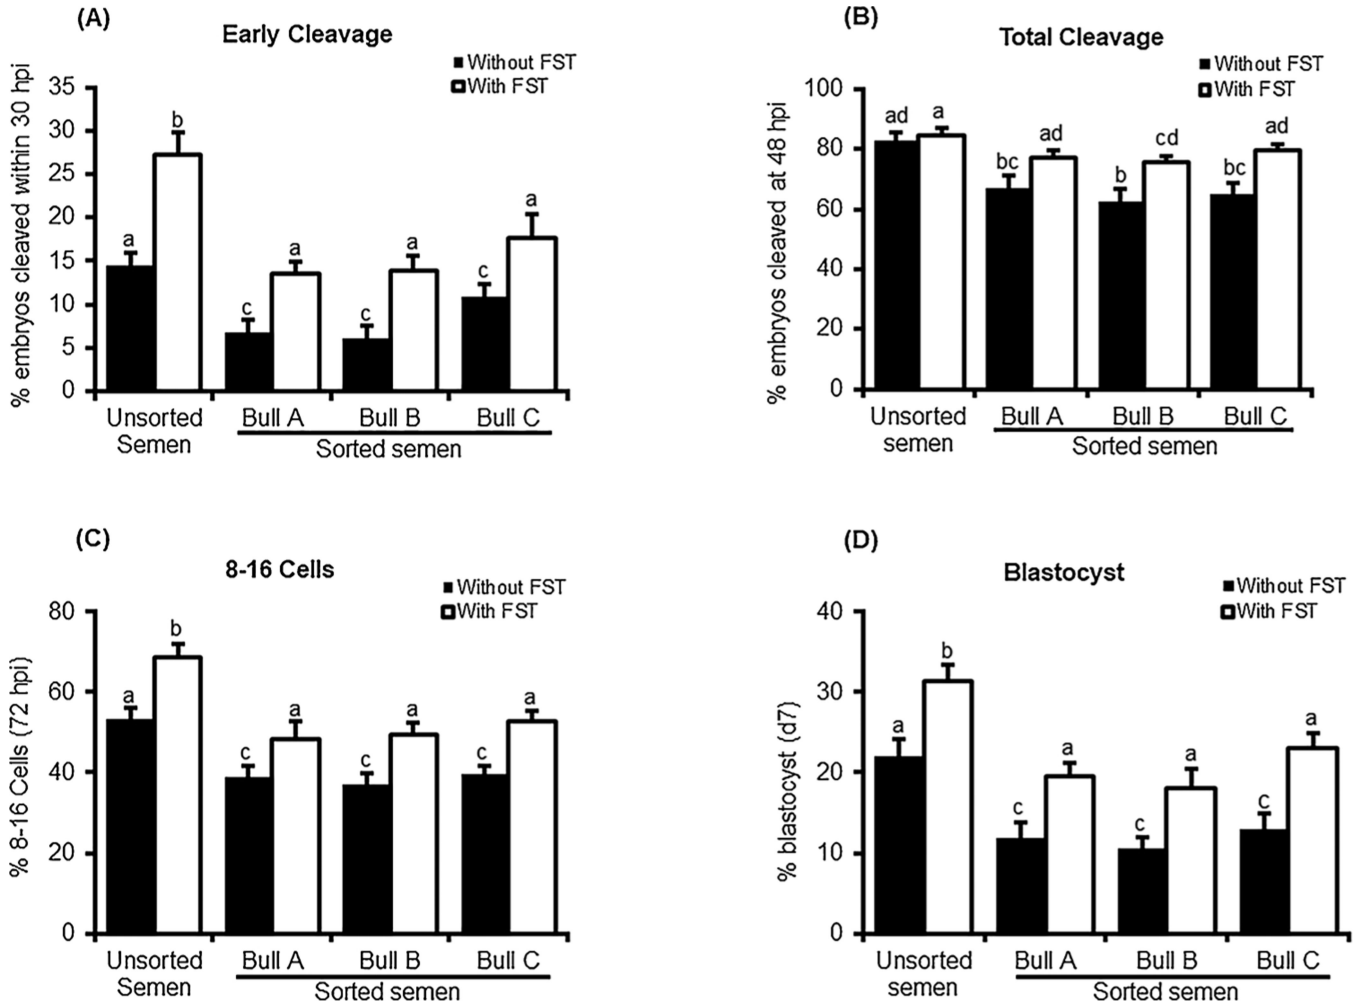 (A)
Early Cleavage
Without FST
With FST
% embryos cleaved within 30 hpi
35
30
25
20
15
10
5
0
a
b
c
a
c
a
c
a
Unsorted
Semen
Bull A
Bull B
Bull C
Sorted semen
(B)
Total Cleavage
Without FST
With FST
% embryos cleaved at 48 hpi
100
80
60
40
20
0
ad
a
bc
ad
b
cd
bc
ad
Unsorted
semen
Bull A
Bull B
Bull C
Sorted semen
(C)
8-16 Cells
Without FST
With FST
% 8-16 Cells (72 hpi)
80
60
40
20
0
a
b
c
a
c
a
c
a
Unsorted
Semen
Bull A
Bull B
Bull C
Sorted semen
(D)
Blastocyst
Without FST
With FST
% blastocyst (d7)
40
30
20
10
0
a
b
c
a
c
a
c
a
Unsorted
semen
Bull A
Bull B
Bull C
Sorted semen